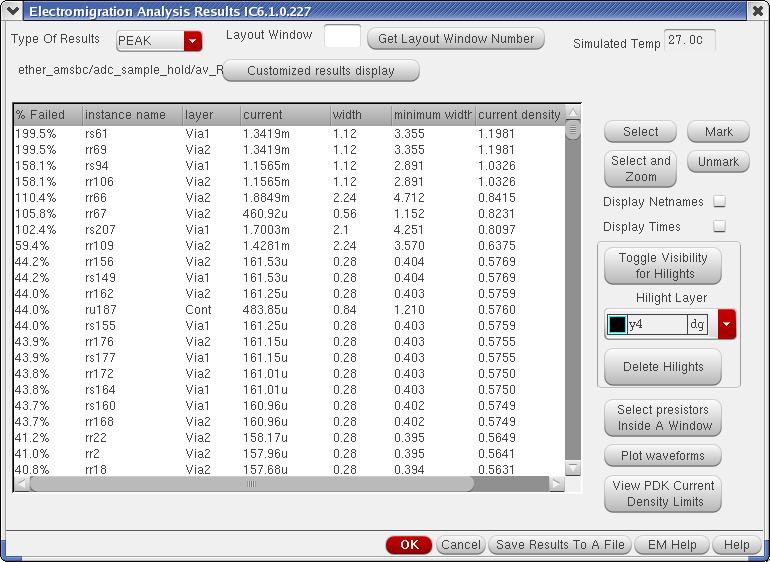 Electromigration Analysis Results IC6.1.0.227
Type Of Results PEAK Layout Window Get Layout Window Number Simulated Temp 27.0c
ether_amsbc/adc_sample_hold/av_R Customized results display
% Failed instance name layer current width minimum width current density
199.5% rs61 Via1 1.3419m 1.12 3.355 1.1981
199.5% rr69 Via2 1.3419m 1.12 3.355 1.1981
158.1% rs94 Via1 1.1565m 1.12 2.891 1.0326
158.1% rr106 Via2 1.1565m 1.12 2.891 1.0326
110.4% rr66 Via2 1.8849m 2.24 4.712 0.8415
105.8% rr67 Via2 460.92u 0.56 1.152 0.8231
102.4% rs207 Via1 1.7003m 2.1 4.251 0.8097
59.4% rr109 Via2 1.4281m 2.24 3.570 0.6375
44.2% rr156 Via2 161.53u 0.28 0.404 0.5769
44.2% rs149 Via1 161.53u 0.28 0.404 0.5769
44.0% rr162 Via2 161.25u 0.28 0.403 0.5759
44.0% ru187 Cont 483.85u 0.84 1.210 0.5760
44.0% rs155 Via1 161.25u 0.28 0.403 0.5759
43.9% rr176 Via2 161.15u 0.28 0.403 0.5755
43.9% rs177 Via1 161.15u 0.28 0.403 0.5755
43.8% rr172 Via2 161.01u 0.28 0.403 0.5750
43.8% rs164 Via1 161.01u 0.28 0.403 0.5750
43.7% rs160 Via1 160.96u 0.28 0.402 0.5749
43.7% rr168 Via2 160.96u 0.28 0.402 0.5749
41.2% rr22 Via2 158.17u 0.28 0.395 0.5649
41.0% rr2 Via2 157.96u 0.28 0.395 0.5641
40.8% rr18 Via2 157.68u 0.28 0.394 0.5631
Select Mark
Select and
Zoom
Unmark
Display Netnames
Display Times
Toggle Visibility
for Hilights
Hilight Layer
y4 dg
Delete Hilights
Select presistors
Inside A Window
Plot waveforms
View PDK Current
Density Limits
OK Cancel Save Results To A File EM Help Help